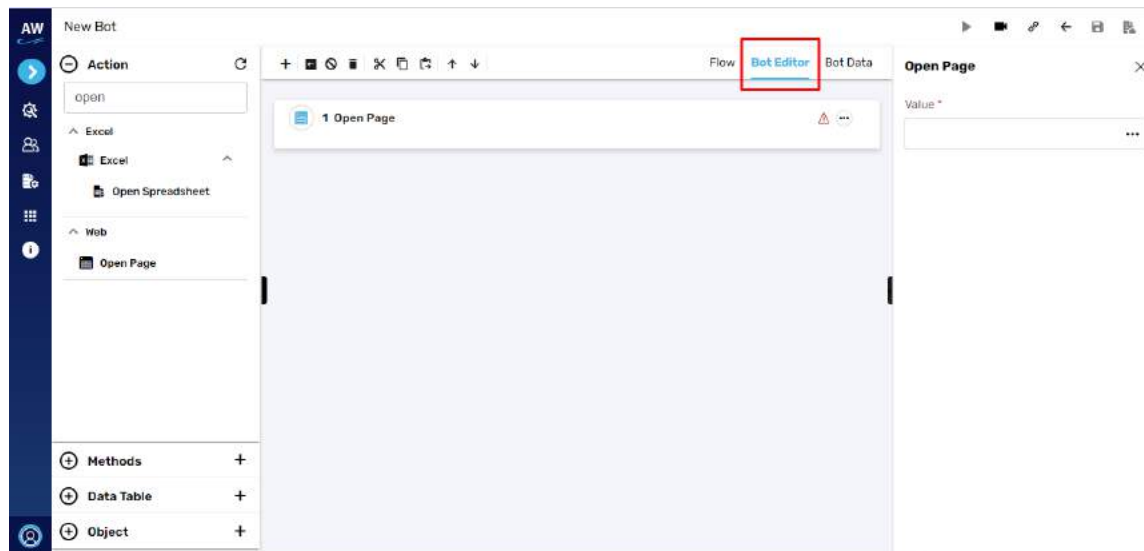 AW
New Bot
Action
open
Excel
Excel
Open Spreadsheet
Web
Open Page
Methods
Data Table
Object
Flow
Bot Editor
Bot Data
1 Open Page
Open Page
Value *